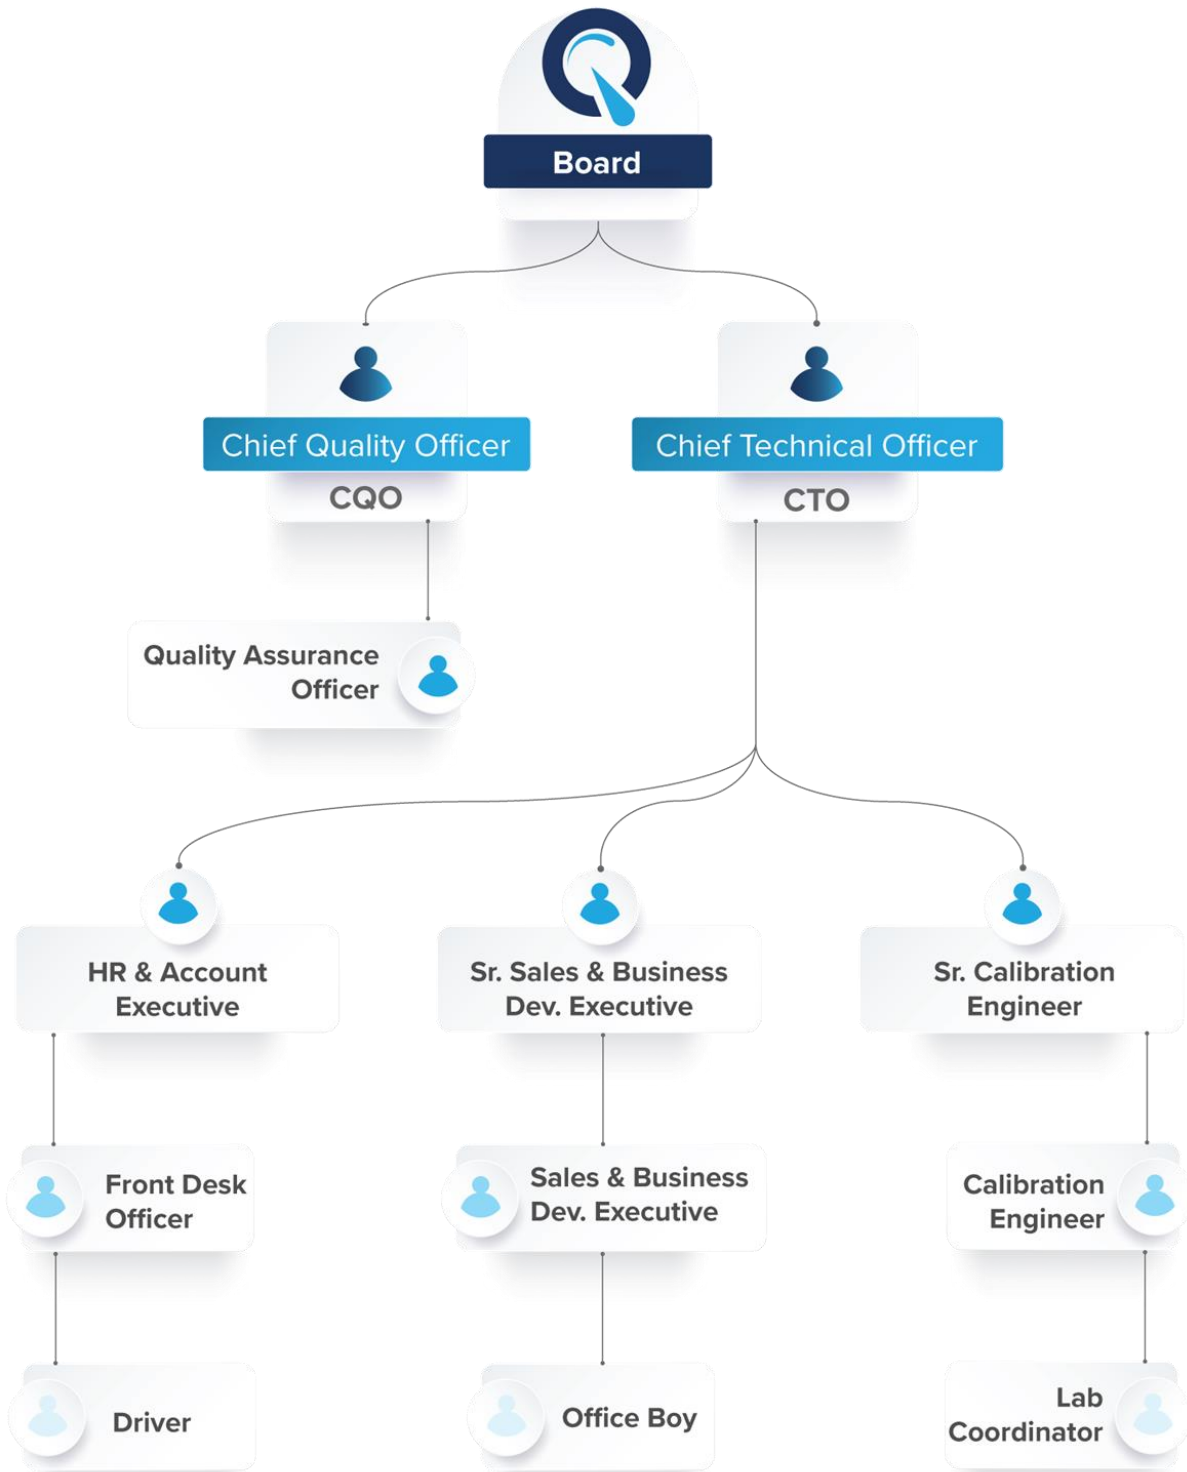 Board
Chief Quality Officer
CQO
Chief Technical Officer
CTO
Quality Assurance
Officer
HR & Account
Executive
Sr. Sales & Business
Dev. Executive
Sr. Calibration
Engineer
Front Desk
Officer
Sales & Business
Dev. Executive
Calibration
Engineer
Driver
Office Boy
Lab
Coordinator